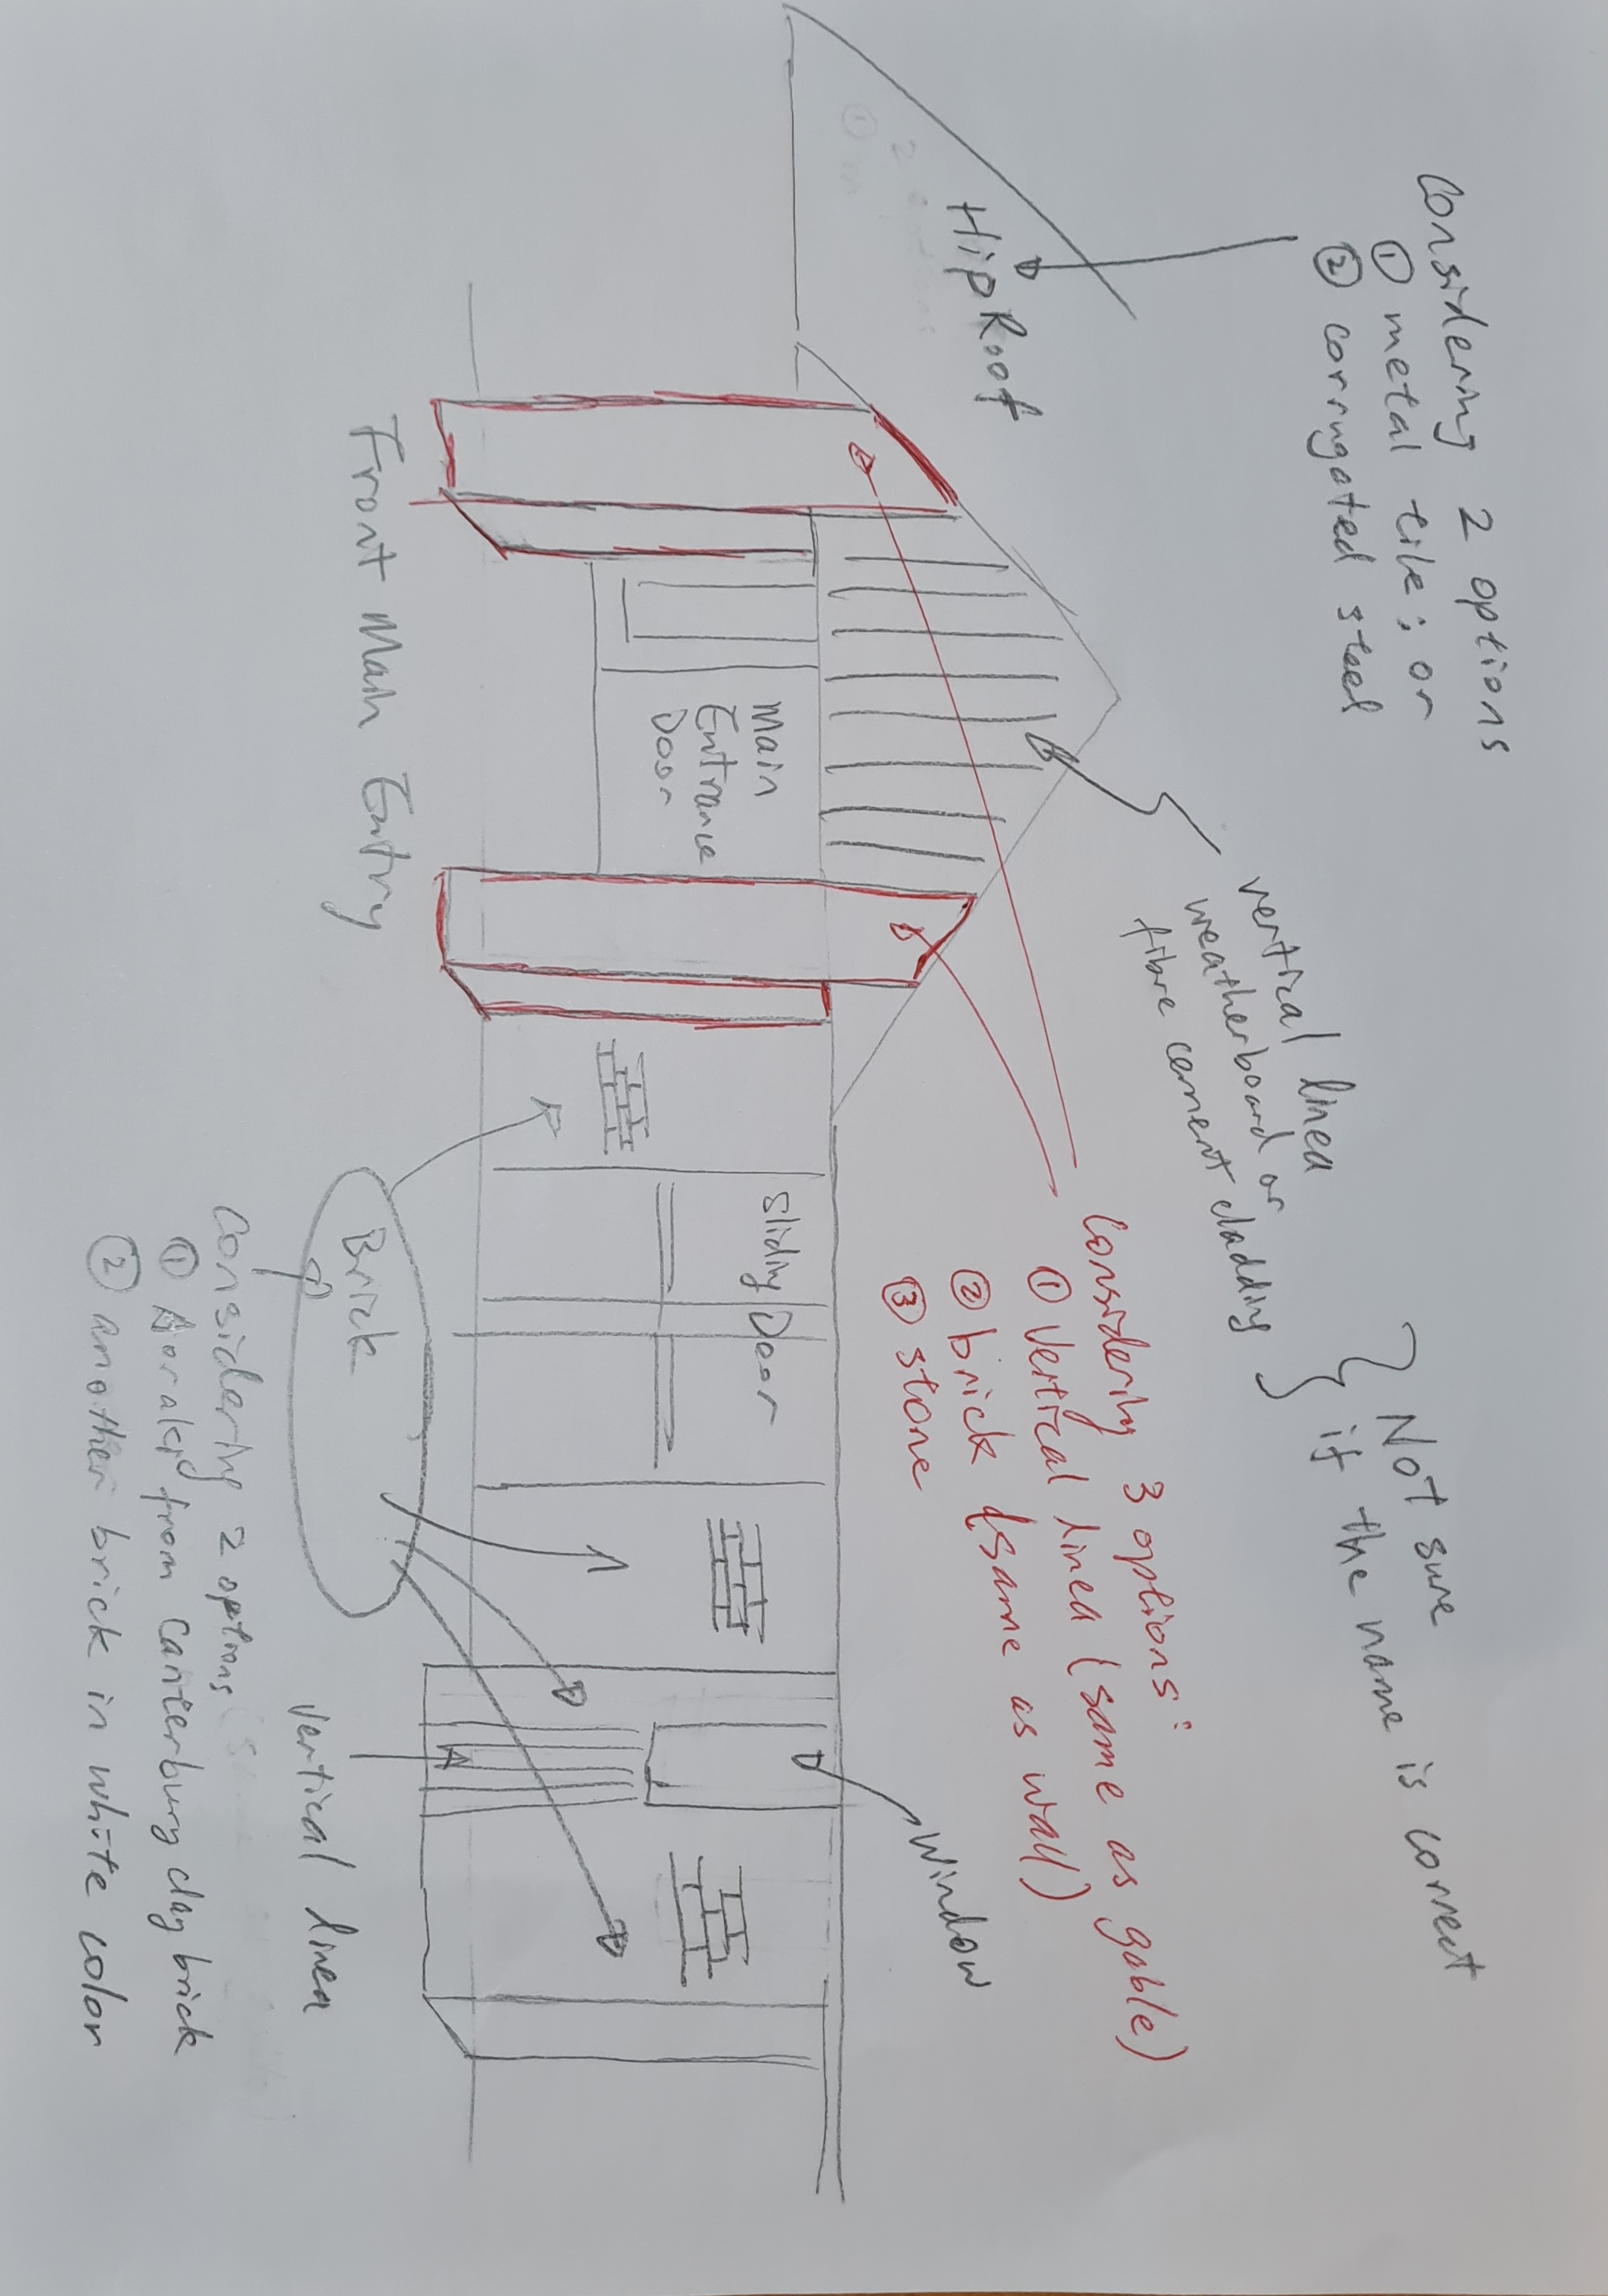 Considering 2 options
① metal tile; or
② corrugated steel
Hip Roof
2 options
① m
vertical linea
weatherboard or
fibre cement cladding
Not sure
if the name is correct
Considering 3 options:
① Vertical linea (same as gable)
② brick (same as wall)
③ stone
Window
Main
Entrance
Door
Sliding Door
Front Main Entry
Brick
vertical linea
Considering 2 options
① Aoraki from Canterbury clay brick
② another brick in white color